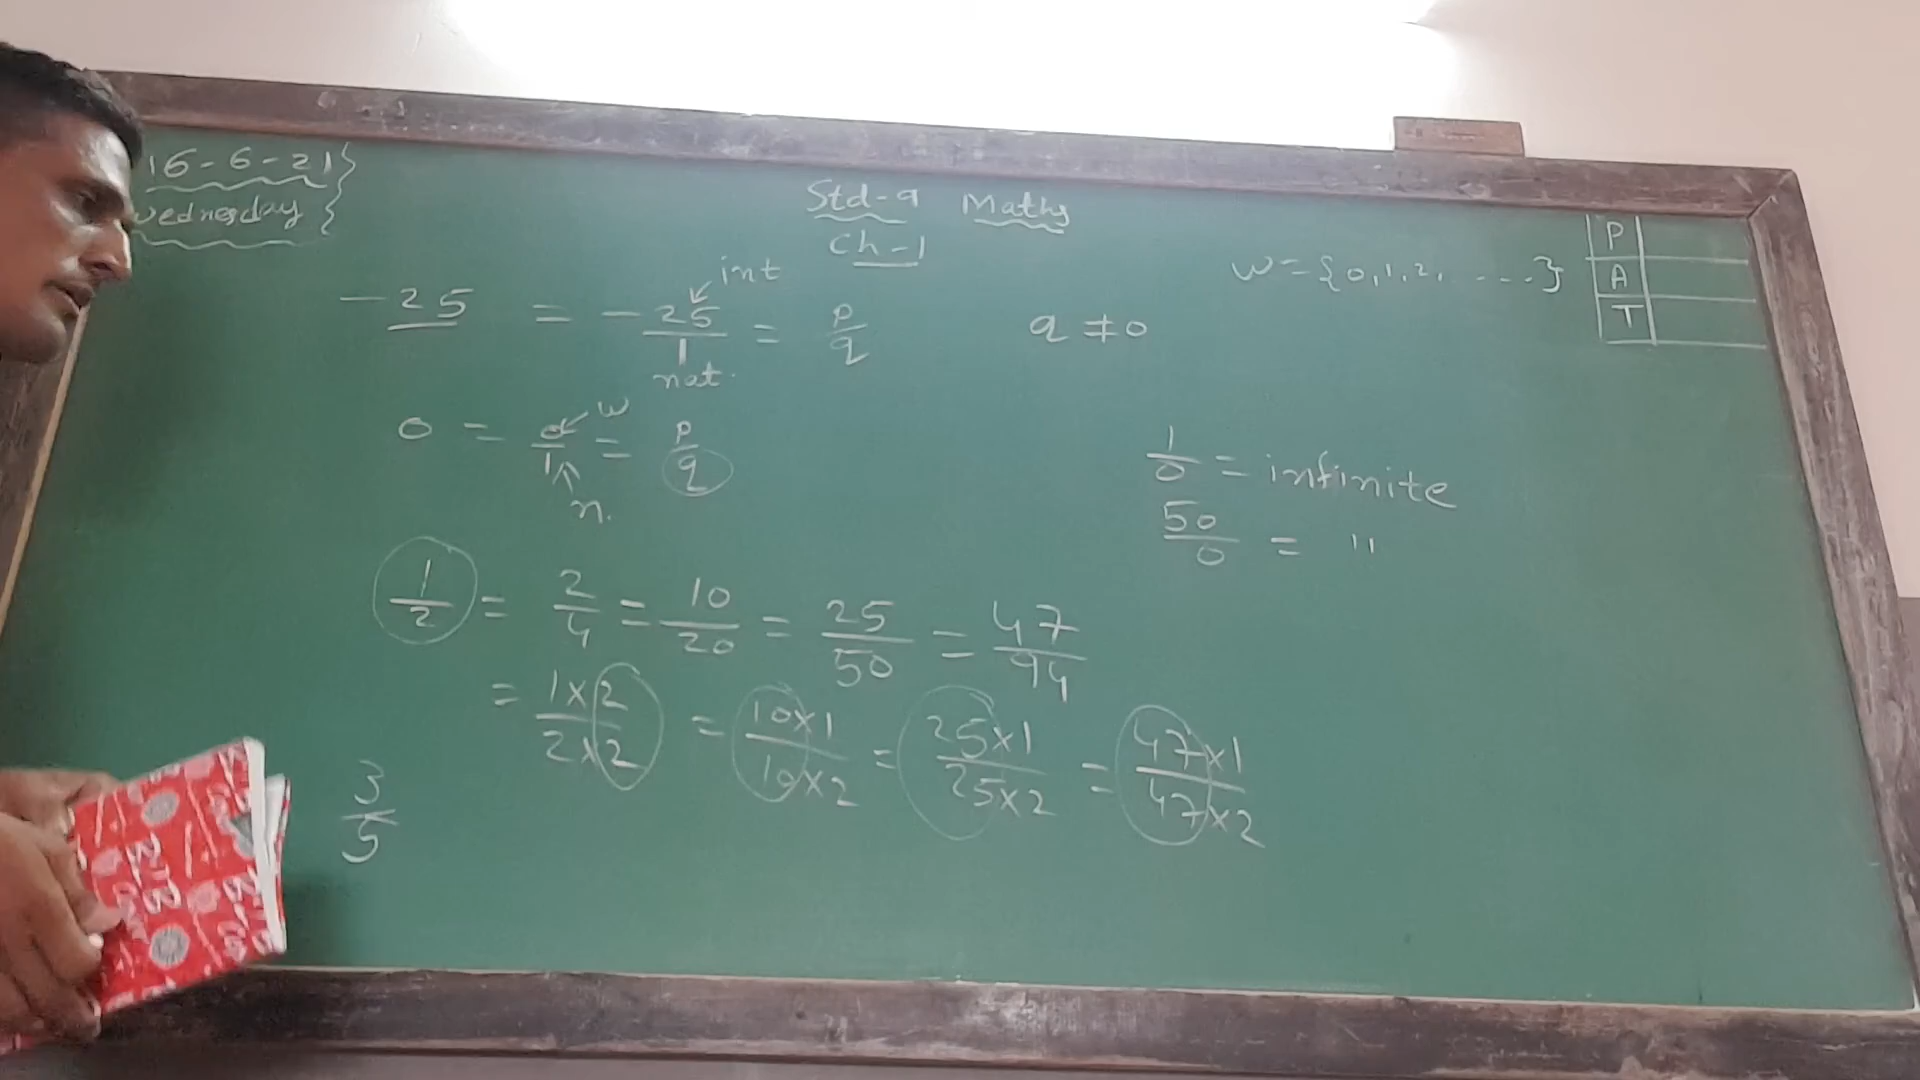 16-6-21
wednesday
Std-9 Maths
Ch-1
P
A
T
w = {0, 1, 2, .....}
int
-25 = -25/1 = p/q
nat.
q ≠ 0
w
0 = 0/1 = p/q
n.
1/0 = infinite
50/0 = "
1/2 = 2/4 = 10/20 = 25/50 = 47/94
= 1x2/2x2 = 10x1/10x2 = 25x1/25x2 = 47x1/47x2
3/5